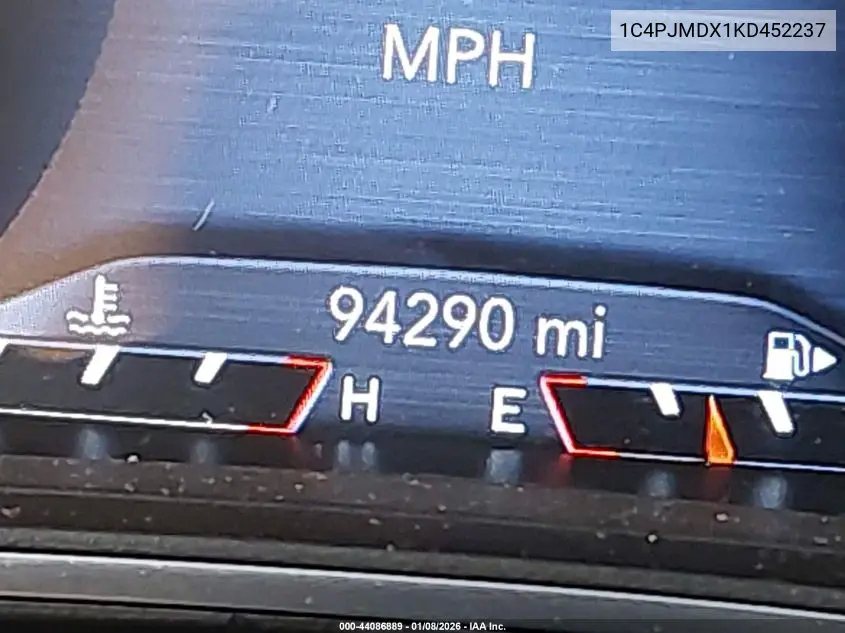 1C4PJMDX1KD452237
MPH
94290 mi
H E
000-44086889 - 01/08/2026 - IAA Inc.